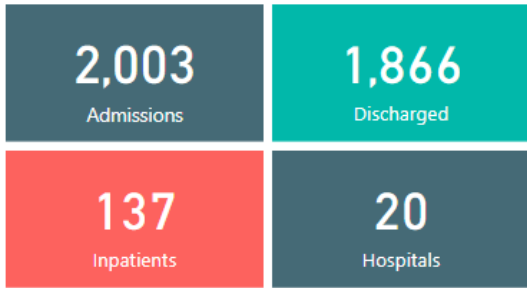 2,003
Admissions
1,866
Discharged
137
Inpatients
20
Hospitals